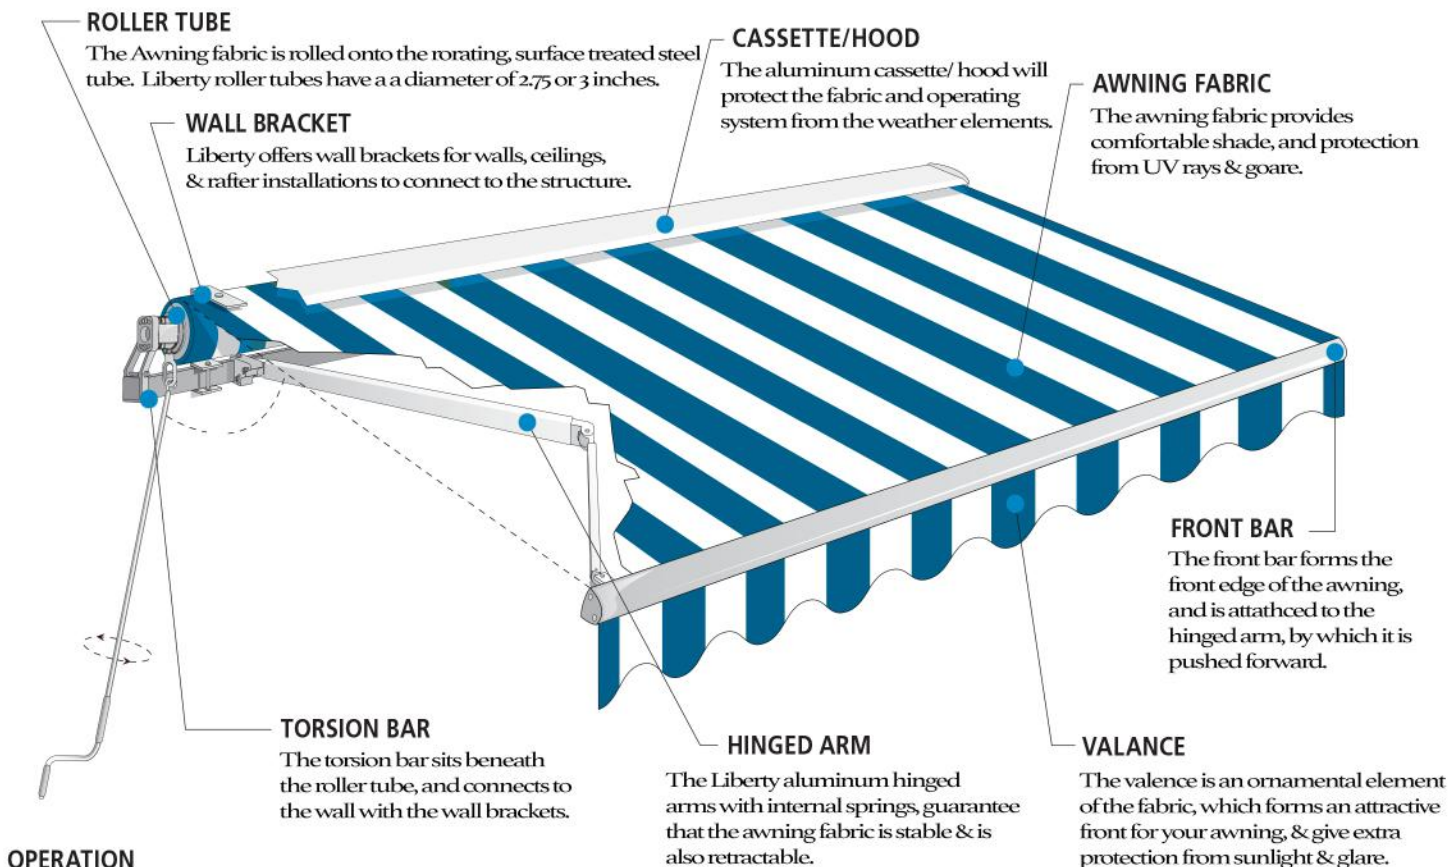 ROLLER TUBE
The Awning fabric is rolled onto the rorating, surface treated steel
tube. Liberty roller tubes have a a diameter of 2.75 or 3 inches.
WALL BRACKET
Liberty offers wall brackets for walls, ceilings,
& rafter installations to connect to the structure.
CASSETTE/HOOD
The aluminum cassette/ hood will
protect the fabric and operating
system from the weather elements.
AWNING FABRIC
The awning fabric provides
comfortable shade, and protection
from UV rays & goare.
FRONT BAR
The front bar forms the
front edge of the awning,
and is attathced to the
hinged arm, by which it is
pushed forward.
TORSION BAR
The torsion bar sits beneath
the roller tube, and connects to
the wall with the wall brackets.
HINGED ARM
The Liberty aluminum hinged
arms with internal springs, guarantee
that the awning fabric is stable & is
also retractable.
VALANCE
The valence is an ornamental element
of the fabric, which forms an attractive
front for your awning, & give extra
protection from sunlight & glare.
OPERATION